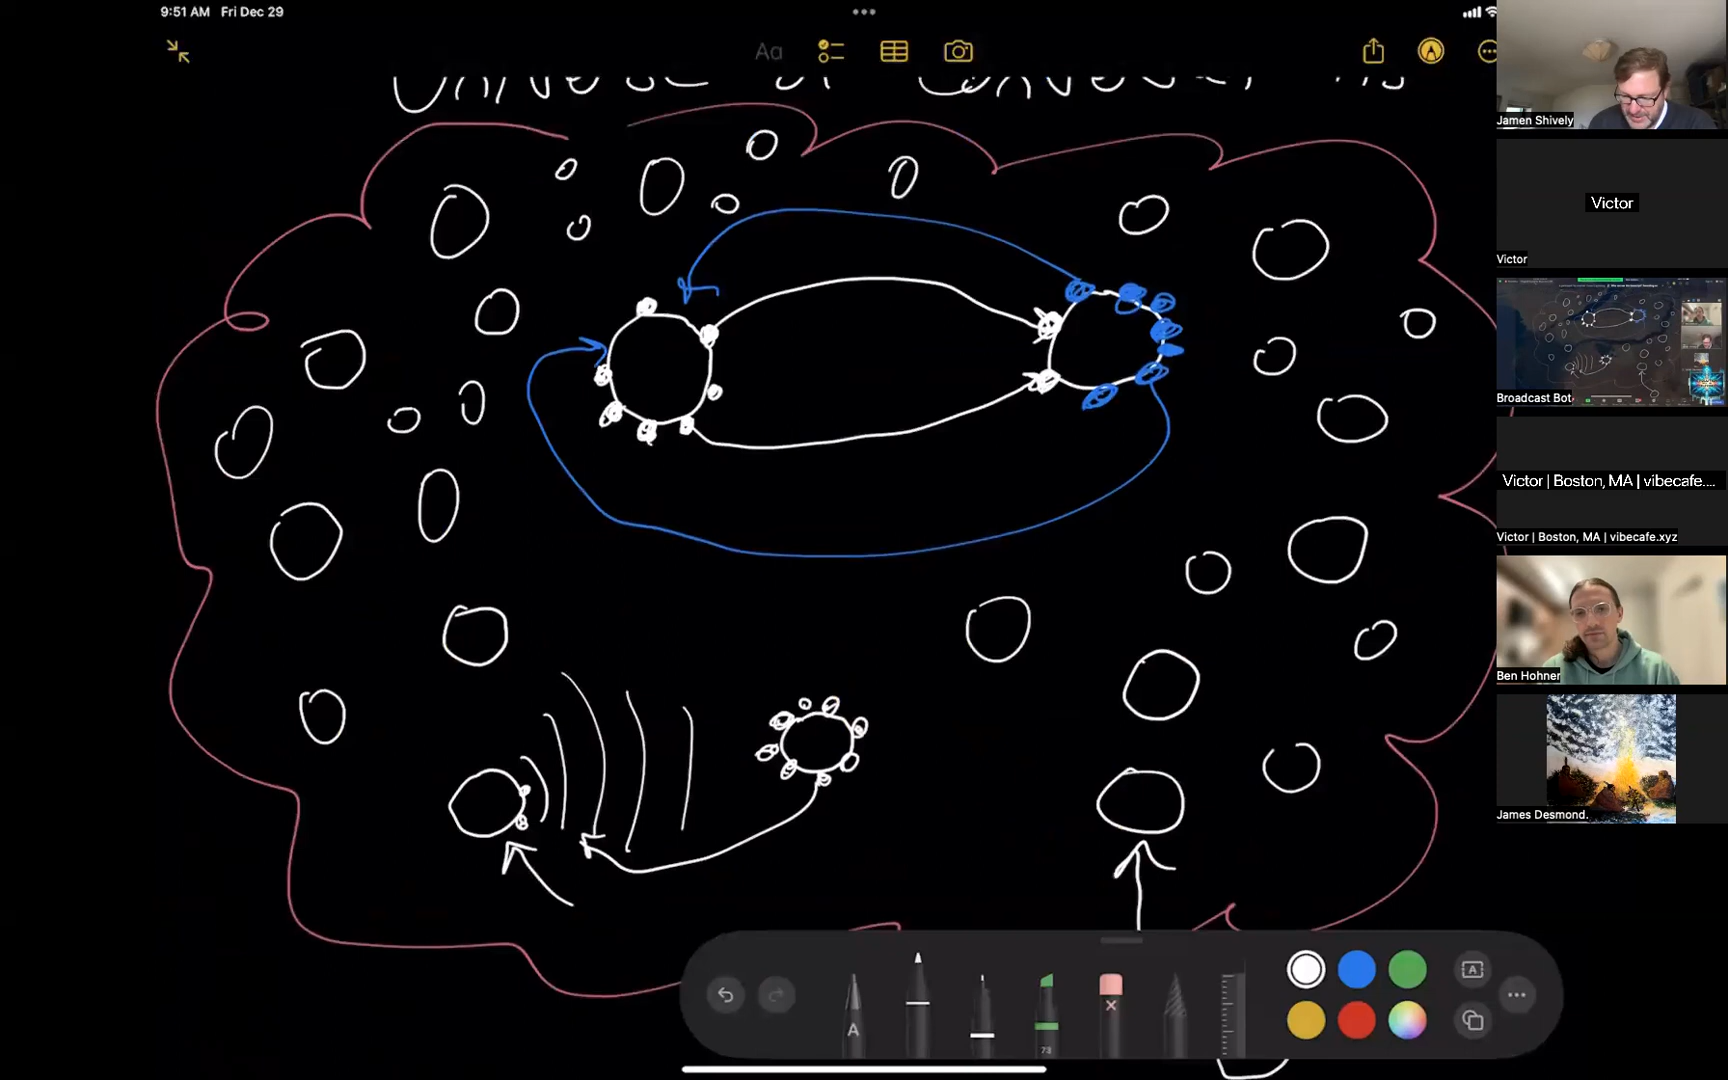 9:51 AM Fri Dec 29
Aa
Jamen Shively
Victor
Victor
Broadcast Bot
Victor | Boston, MA | vibecafe....
Victor | Boston, MA | vibecafe.xyz
Ben Hohner
James Desmond.
A
73
A